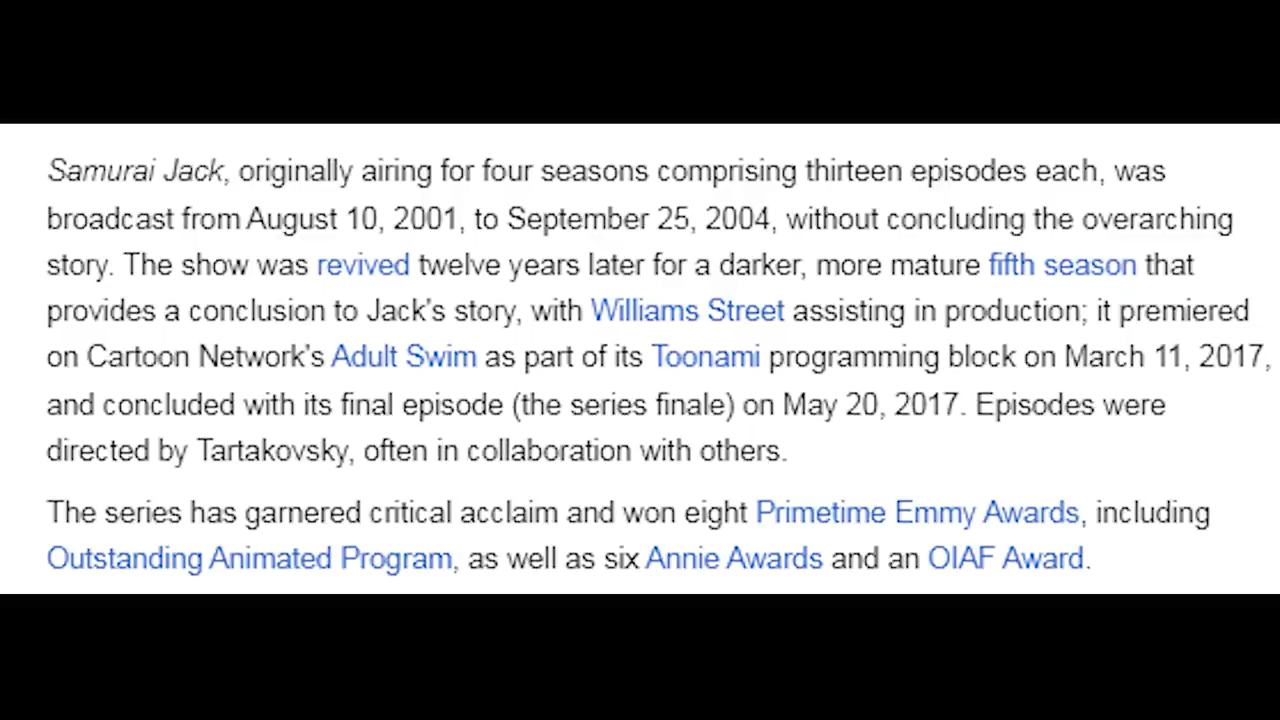 Samurai Jack, originally airing for four seasons comprising thirteen episodes each, was
broadcast from August 10, 2001, to September 25, 2004, without concluding the overarching
story. The show was revived twelve years later for a darker, more mature fifth season that
provides a conclusion to Jack's story, with Williams Street assisting in production; it premiered
on Cartoon Network's Adult Swim as part of its Toonami programming block on March 11, 2017,
and concluded with its final episode (the series finale) on May 20, 2017. Episodes were
directed by Tartakovsky, often in collaboration with others.
The series has garnered critical acclaim and won eight Primetime Emmy Awards, including
Outstanding Animated Program, as well as six Annie Awards and an OIAF Award.